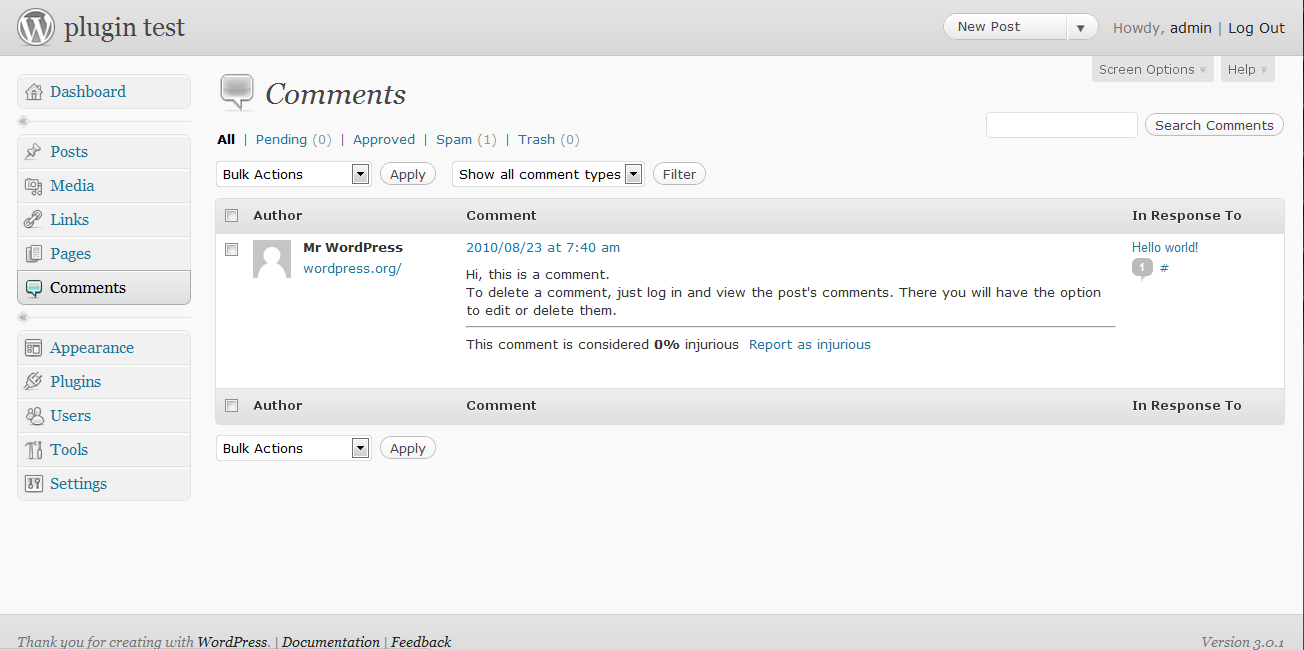 plugin test
New Post
Howdy, admin | Log Out
Screen Options
Help
Dashboard
Posts
Media
Links
Pages
Comments
Appearance
Plugins
Users
Tools
Settings
Comments
All | Pending (0) | Approved | Spam (1) | Trash (0)
Search Comments
Bulk Actions Apply Show all comment types Filter
Author Comment In Response To
Mr WordPress
wordpress.org/
2010/08/23 at 7:40 am
Hi, this is a comment.
To delete a comment, just log in and view the post's comments. There you will have the option
to edit or delete them.
This comment is considered 0% injurious Report as injurious
Hello world!
1 #
Author Comment In Response To
Bulk Actions Apply
Thank you for creating with WordPress. | Documentation | Feedback
Version 3.0.1